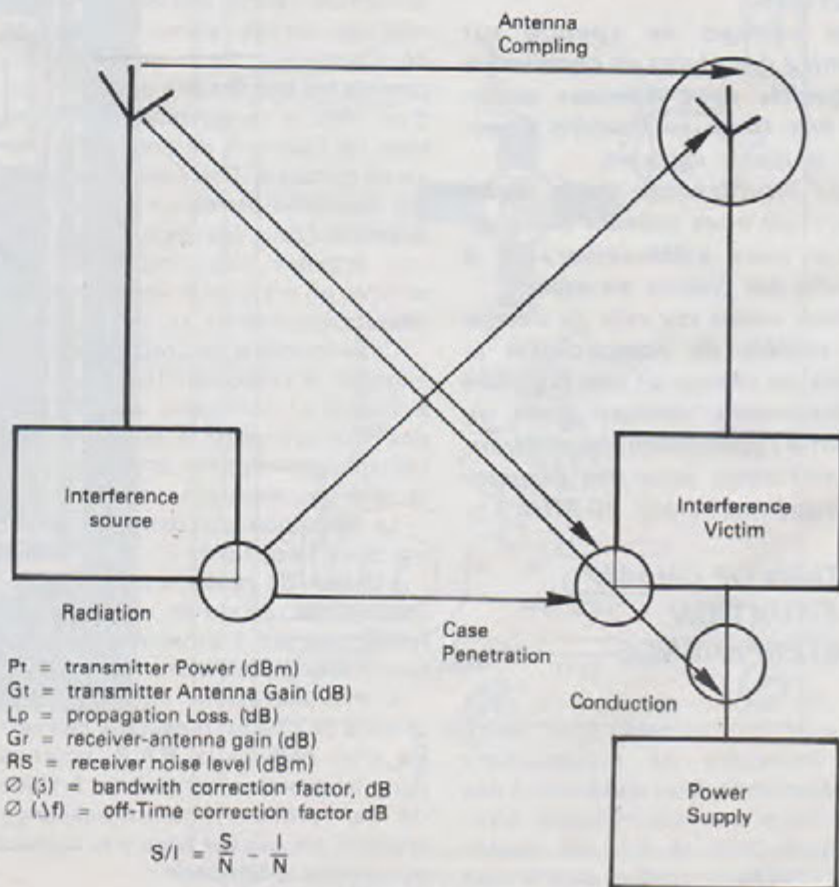 Antenna
Compling
Interference
source
Interference
Victim
Radiation
Case
Penetration
Conduction
Power
Supply
Pt = transmitter Power (dBm)
Gt = transmitter Antenna Gain (dB)
Lp = propagation Loss. (dB)
Gr = receiver-antenna gain (dB)
RS = receiver noise level (dBm)
∅ (β) = bandwith correction factor, dB
∅ (Δf) = off-Time correction factor dB
S/I = S/N - I/N